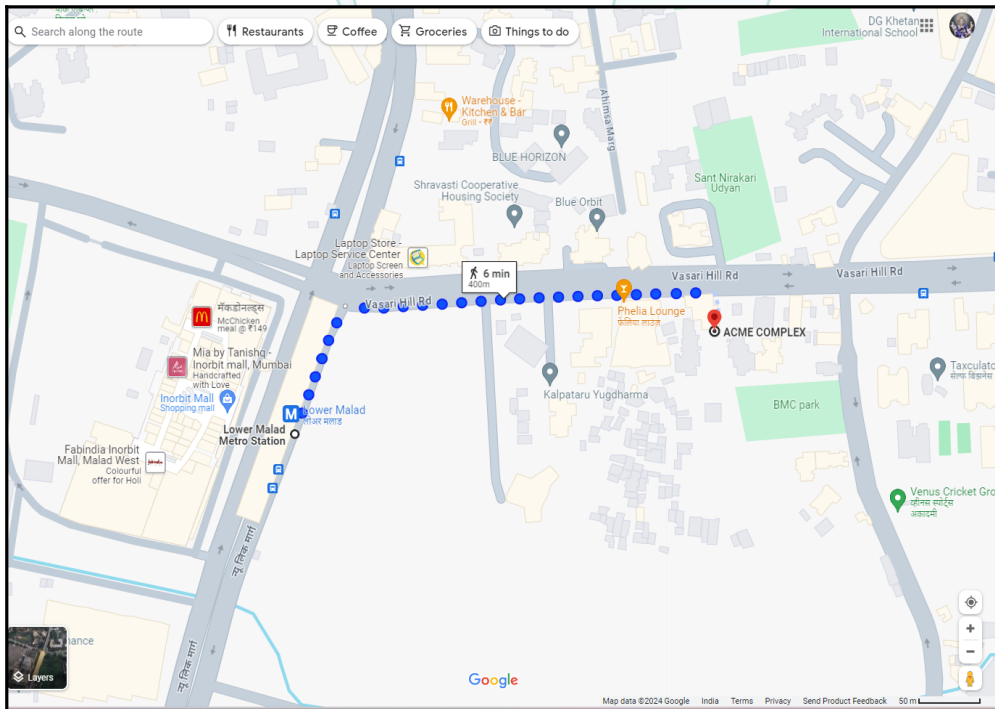 Search along the route
Restaurants
Coffee
Groceries
Things to do
DG Khetan
International School
Warehouse -
Kitchen & Bar
Grill • ₹₹
Ahimsa Marg
BLUE HORIZON
Sant Nirakari
Udyan
Shravasti Cooperative
Housing Society
Blue Orbit
Laptop Store -
Laptop Service Center
Laptop Screen
and Accessories
6 min
400m
Vasari Hill Rd
Vasari Hill Rd
Vasari Hill Rd
मॅकडोनल्ड्स
McChicken
meal @ ₹149
Phelia Lounge
फेलिया लाउंज
ACME COMPLEX
Mia by Tanishq -
Inorbit mall, Mumbai
Handcrafted
with Love
Taxculator
Kalpataru Yugdharma
Inorbit Mall
Shopping mall
BMC park
M
Lower Malad
लोअर मलाड
Lower Malad
Metro Station
Fabindia Inorbit
Mall, Malad West
Colourful
offer for Holi
Venus Cricket Gro
व्हीनस स्पोर्ट्स
अकादमी
न्यू लिंक मार्ग
न्यू लिंक मार्ग
nance
Layers
Google
Map data ©2024 Google India Terms Privacy Send Product Feedback 50 m